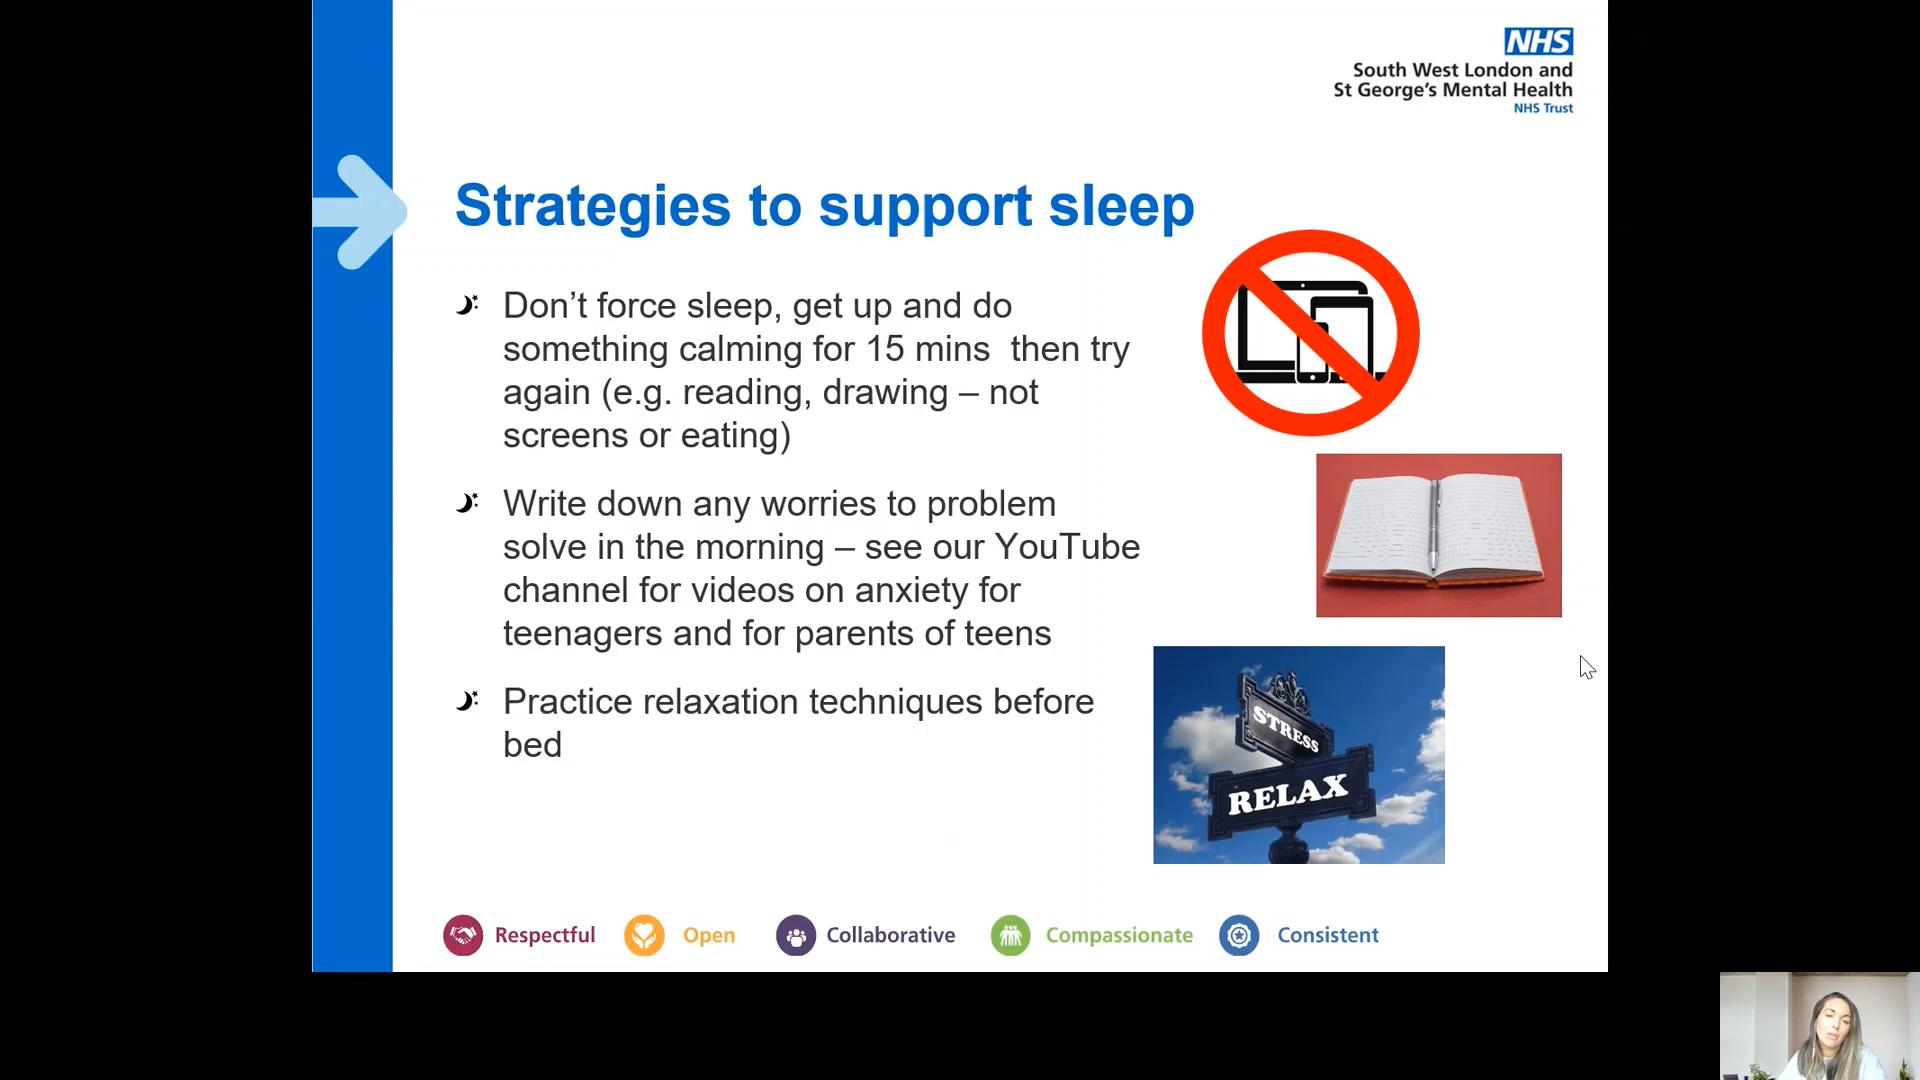 NHS
South West London and
St George's Mental Health
NHS Trust
Strategies to support sleep
Don’t force sleep, get up and do
something calming for 15 mins  then try
again (e.g. reading, drawing – not
screens or eating)
Write down any worries to problem
solve in the morning – see our YouTube
channel for videos on anxiety for
teenagers and for parents of teens
Practice relaxation techniques before
bed
STRESS
RELAX
Respectful Open Collaborative Compassionate Consistent